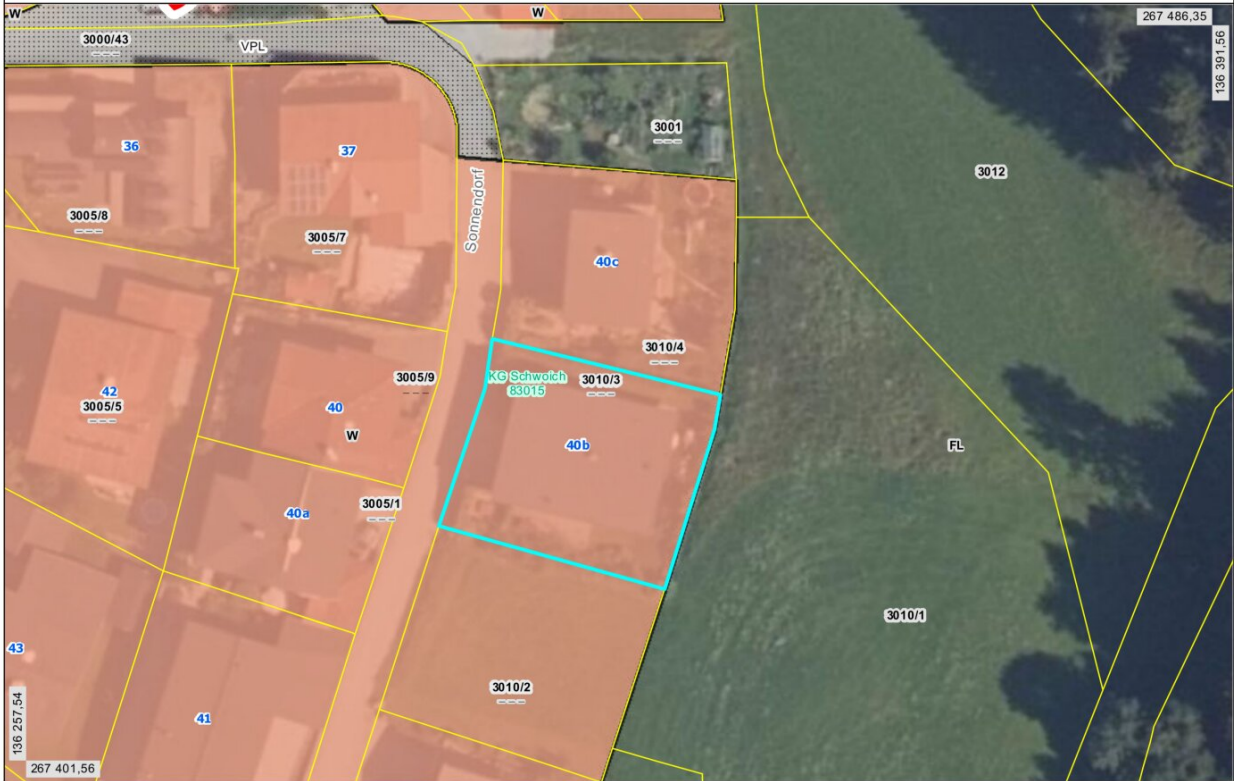 W
W
267 486,35
136 391,56
3000/43
VPL
36
37
3001
3012
3005/8
3005/7
Sonnendorf
40c
3010/4
KG Schwoich
83015
3010/3
3005/9
42
3005/5
40
W
40b
FL
3005/1
40a
3010/1
43
3010/2
41
136 257,54
267 401,56